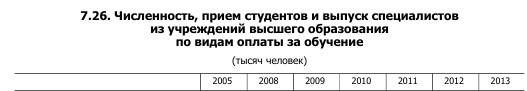 7.26. Численность, прием студентов и выпуск специалистов
из учреждений высшего образования
по видам оплаты за обучение
(тысяч человек)
2005 2008 2009 2010 2011 2012 2013